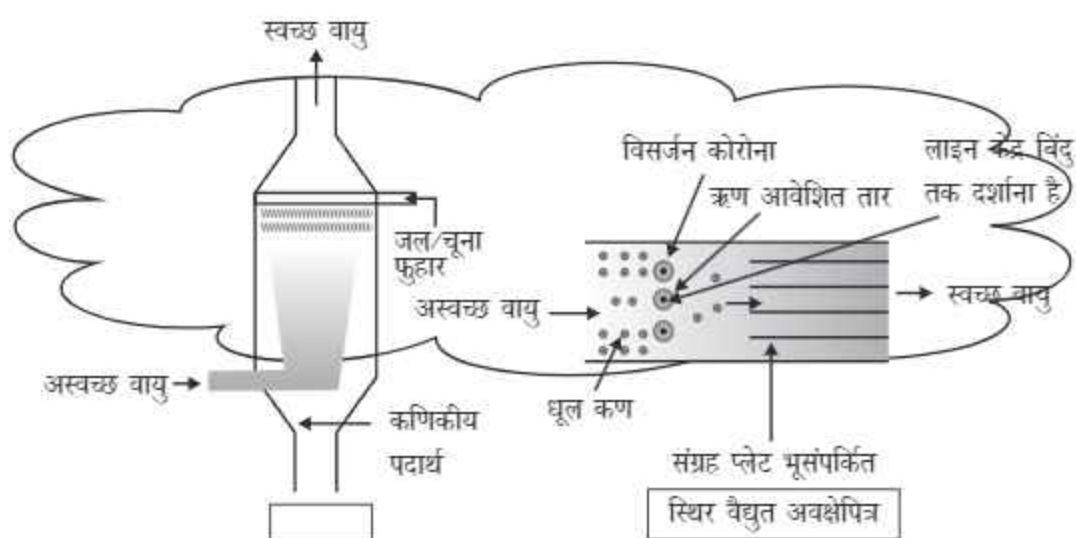 स्वच्छ वायु
विसर्जन कोरोना
ऋण आवेशित तार
लाइन केंद्र बिंदु
तक दर्शाना है
जल/चूना
फुहार
अस्वच्छ वायु
स्वच्छ वायु
अस्वच्छ वायु
धूल कण
कणिकीय
पदार्थ
संग्रह प्लेट भूसंपर्कित
स्थिर वैद्युत अवक्षेपित्र